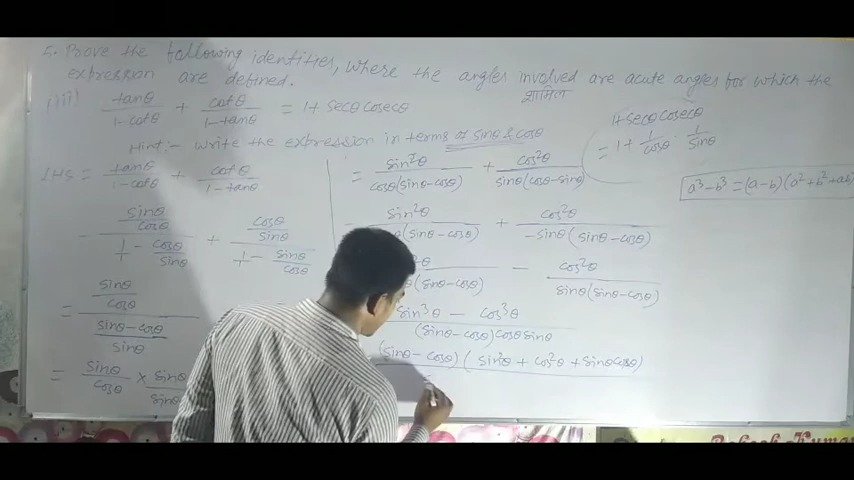 5. Prove the following identities, where the angles involved are acute angles for which the
expression are defined.
शामिल
(iii) tanθ/1-cotθ + cotθ/1-tanθ = 1+ secθ cosecθ
Hint:- Write the expression in terms of sinθ & cosθ
LHS = tanθ/1-cotθ + cotθ/1-tanθ
sinθ/cosθ / 1/1 - cosθ/sinθ + cosθ/sinθ / 1/1 - sinθ/cosθ
= sinθ/cosθ / sinθ-cosθ/sinθ
= sinθ/cosθ × sinθ
= sin²θ/cosθ(sinθ-cosθ) + cos²θ/sinθ(cosθ-sinθ)
sin²θ/(sinθ-cosθ) + cos²θ/-sinθ(sinθ-cosθ)
(sinθ-cosθ) - cos²θ/sinθ(sinθ-cosθ)
sin³θ - cos³θ/(sinθ-cosθ)cosθ sinθ
(sinθ-cosθ)(sin²θ + cos²θ + sinθcosθ)
1+secθ cosecθ
= 1+ 1/cosθ · 1/sinθ
a³-b³ = (a-b)(a²+b²+ab)
Kumar